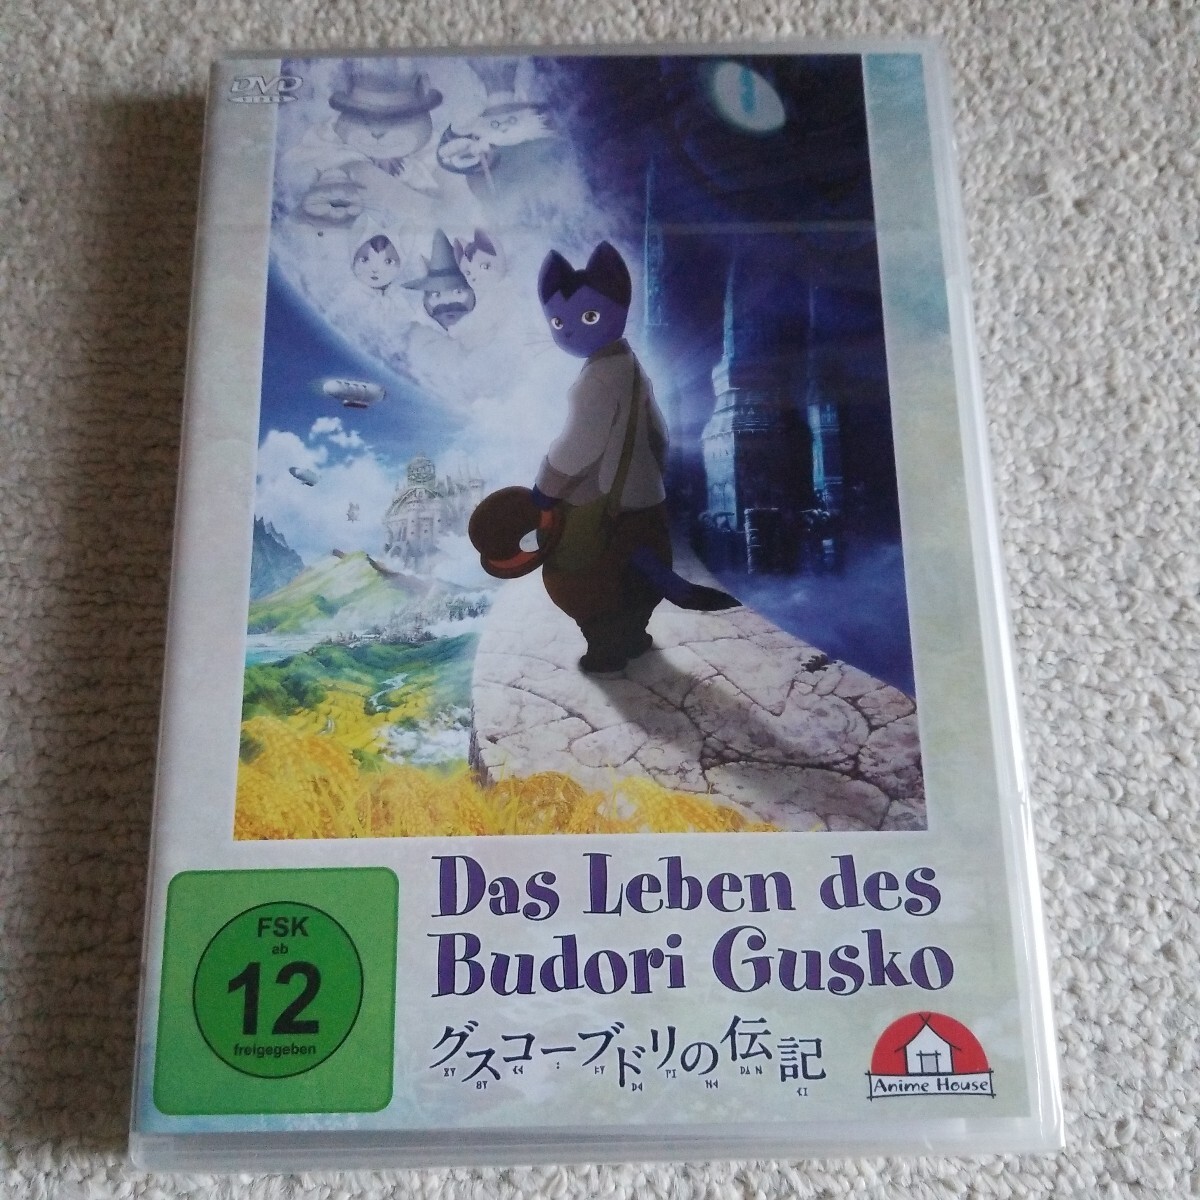 DVD
VIDEO
Das Leben des
Budori Gusko
グスコーブドリの伝記
FSK
ab
12
freigegeben
Anime House